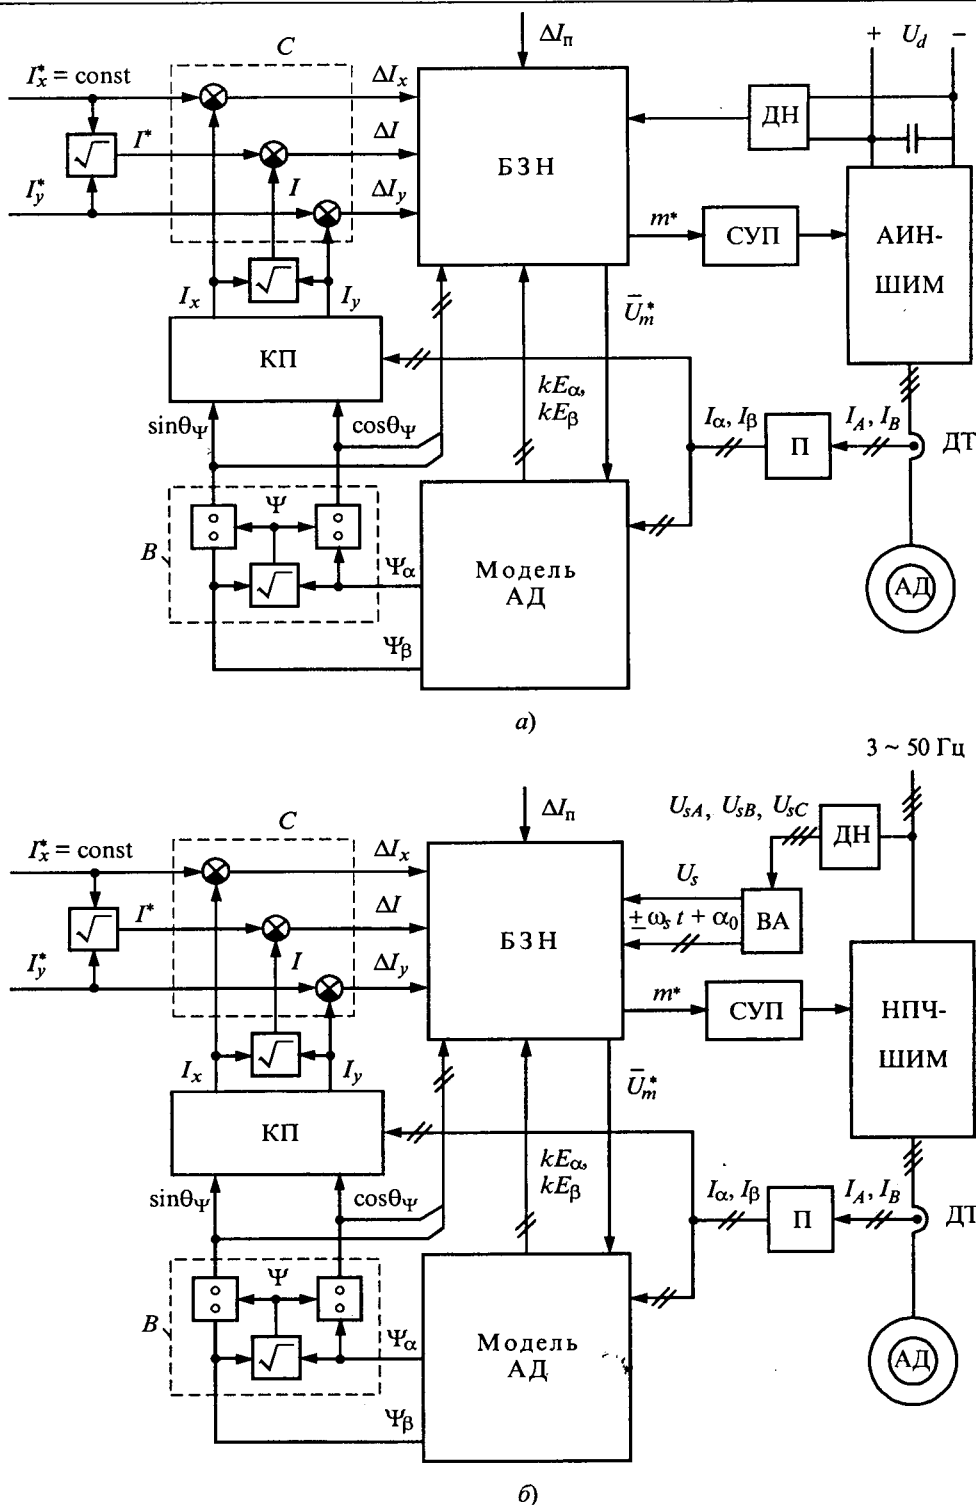 ΔIп
+ Ud −
C
I*x = const
ΔIx
ДН
√
I*
ΔI
БЗН
I*y
I
ΔIy
m*
СУП
АИН-
ШИМ
√
Ix
Iy
Ū*m
КП
kEα,
kEβ
sinθΨ
cosθΨ
Iα, Iβ
IA, IB
П
ДТ
Ψ
B
√
Ψα
Модель
АД
АД
Ψβ
а)
3 ~ 50 Гц
ΔIп
UsA, UsB, UsC
ДН
C
I*x = const
ΔIx
Us
√
I*
ΔI
БЗН
± ωs t + α0
ВА
I*y
I
ΔIy
m*
СУП
НПЧ-
ШИМ
√
Ix
Iy
Ū*m
КП
kEα,
kEβ
sinθΨ
cosθΨ
Iα, Iβ
IA, IB
П
ДТ
Ψ
B
√
Ψα
Модель
АД
АД
Ψβ
б)